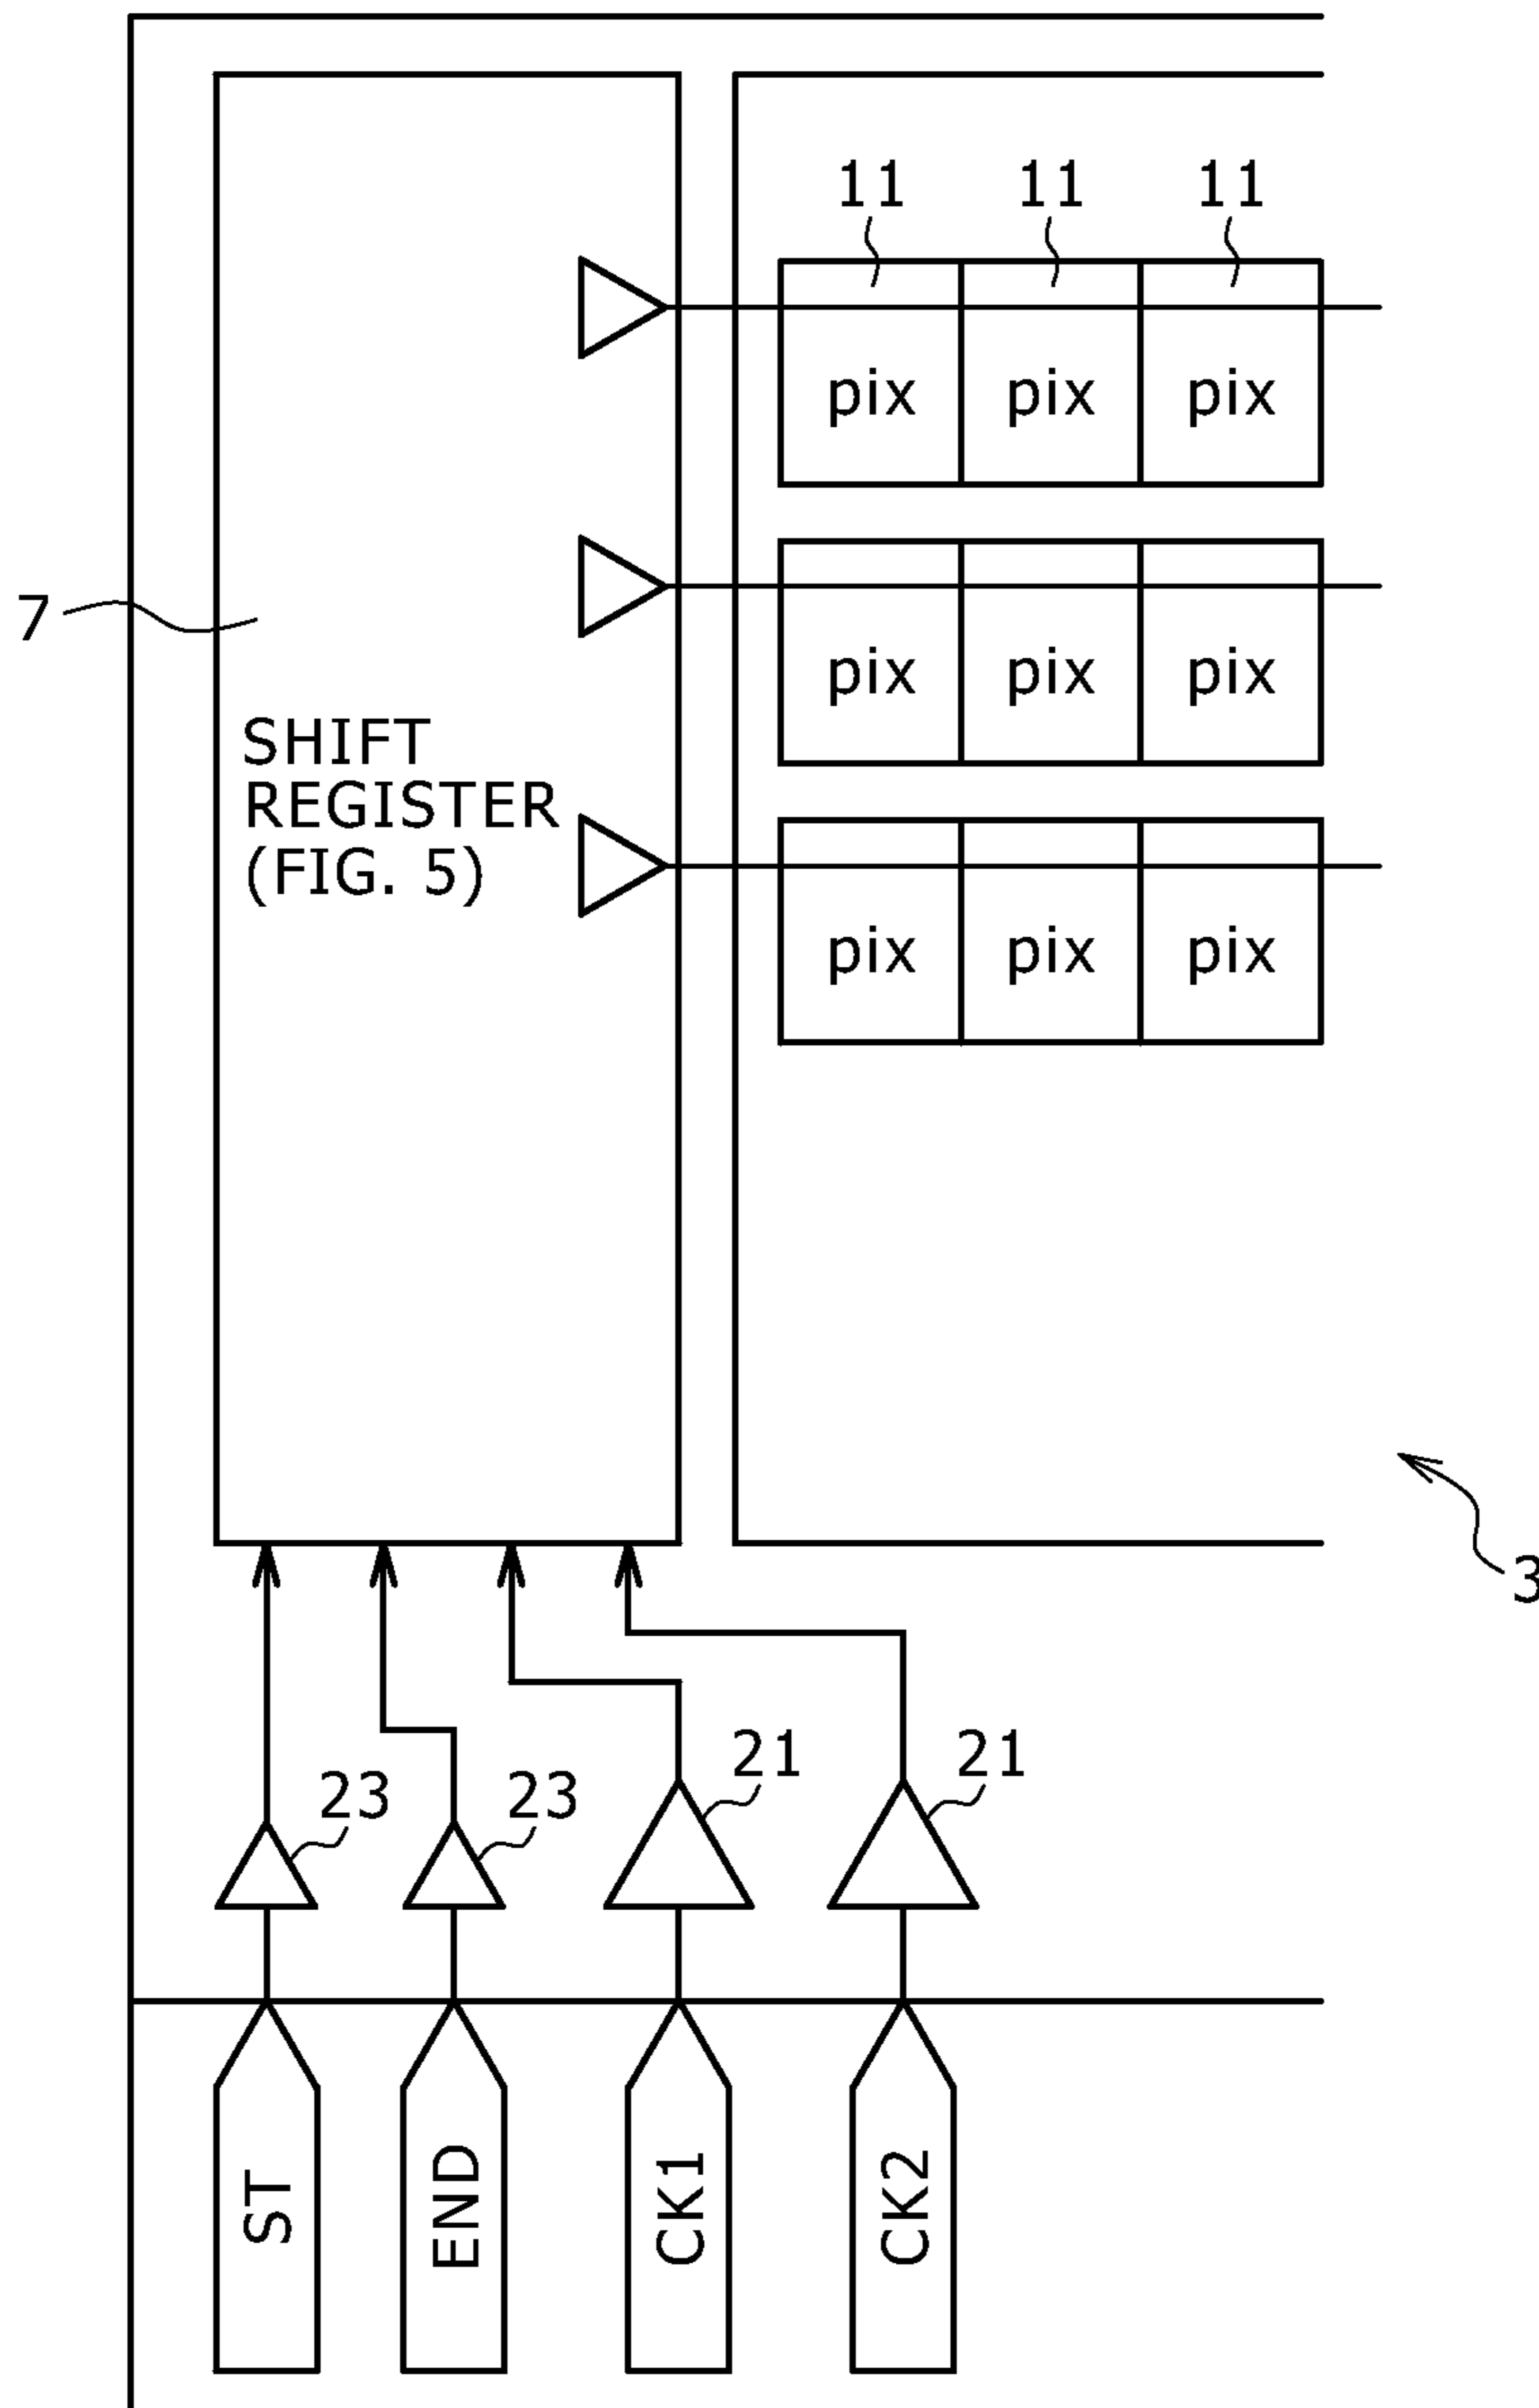 11 11 11
pix pix pix
7
pix pix pix
SHIFT
REGISTER
(FIG. 5)
pix pix pix
3
21 21
23 23
ST END CK1 CK2